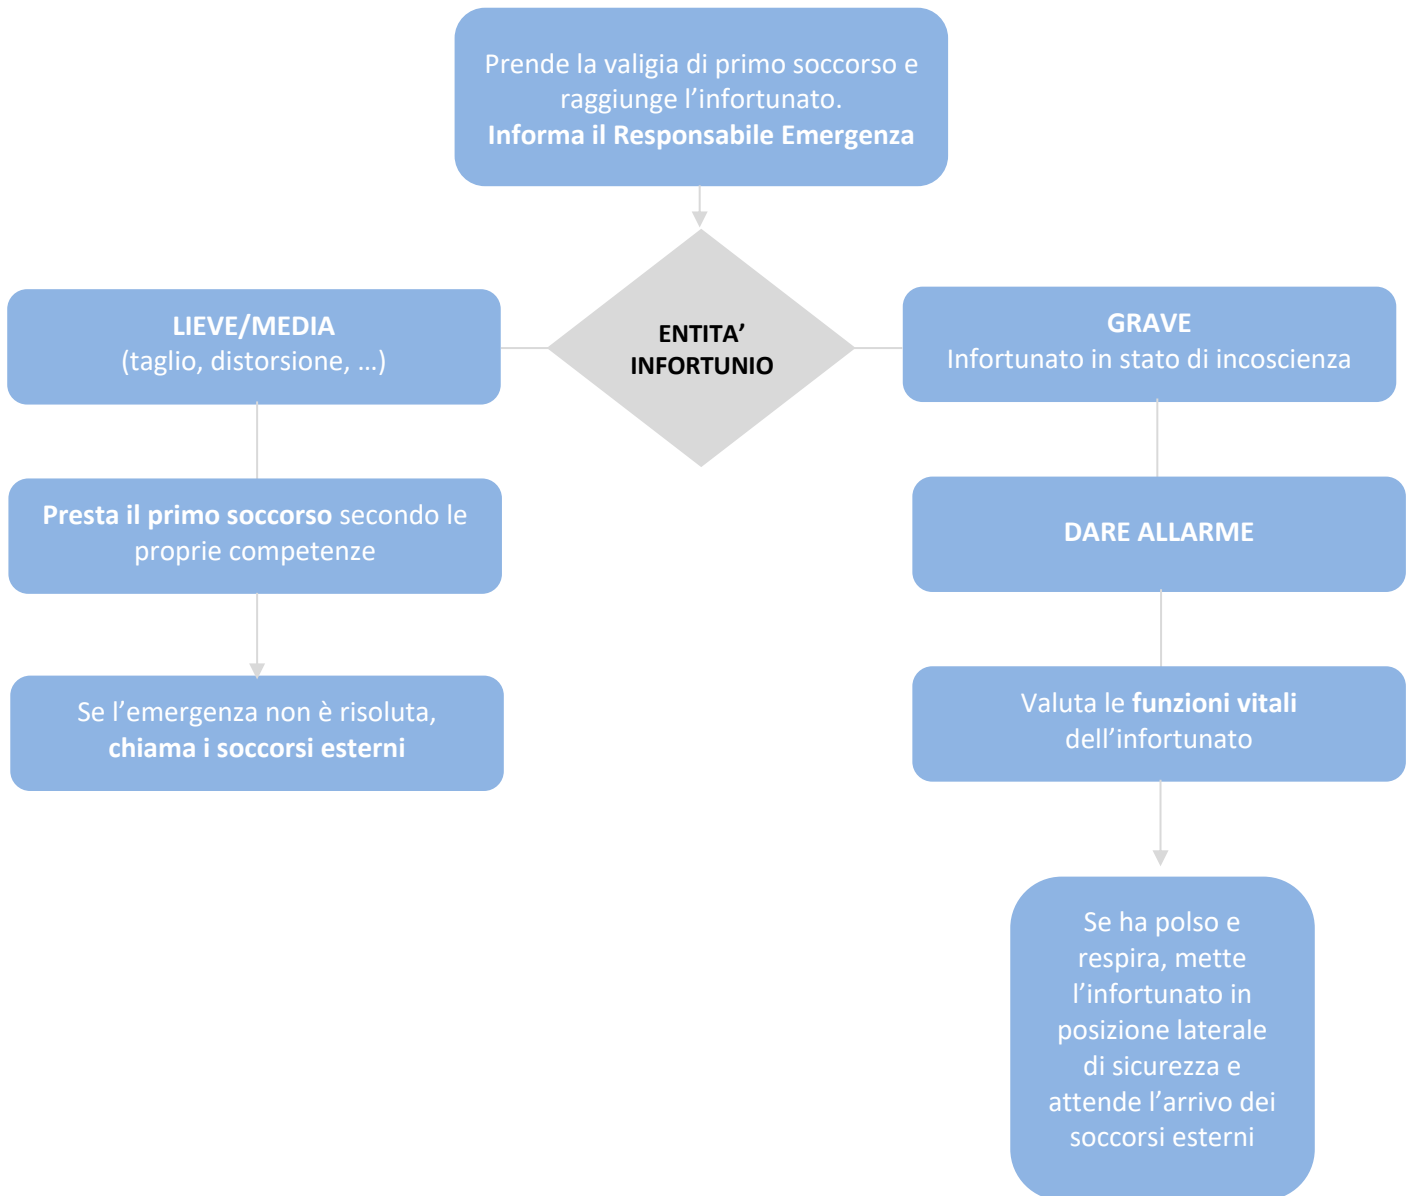 Prende la valigia di primo soccorso e
raggiunge l’infortunato.
Informa il Responsabile Emergenza
LIEVE/MEDIA
(taglio, distorsione, …)
ENTITA’
INFORTUNIO
GRAVE
Infortunato in stato di incoscienza
Presta il primo soccorso secondo le
proprie competenze
DARE ALLARME
Se l’emergenza non è risoluta,
chiama i soccorsi esterni
Valuta le funzioni vitali
dell’infortunato
Se ha polso e
respira, mette
l’infortunato in
posizione laterale
di sicurezza e
attende l’arrivo dei
soccorsi esterni